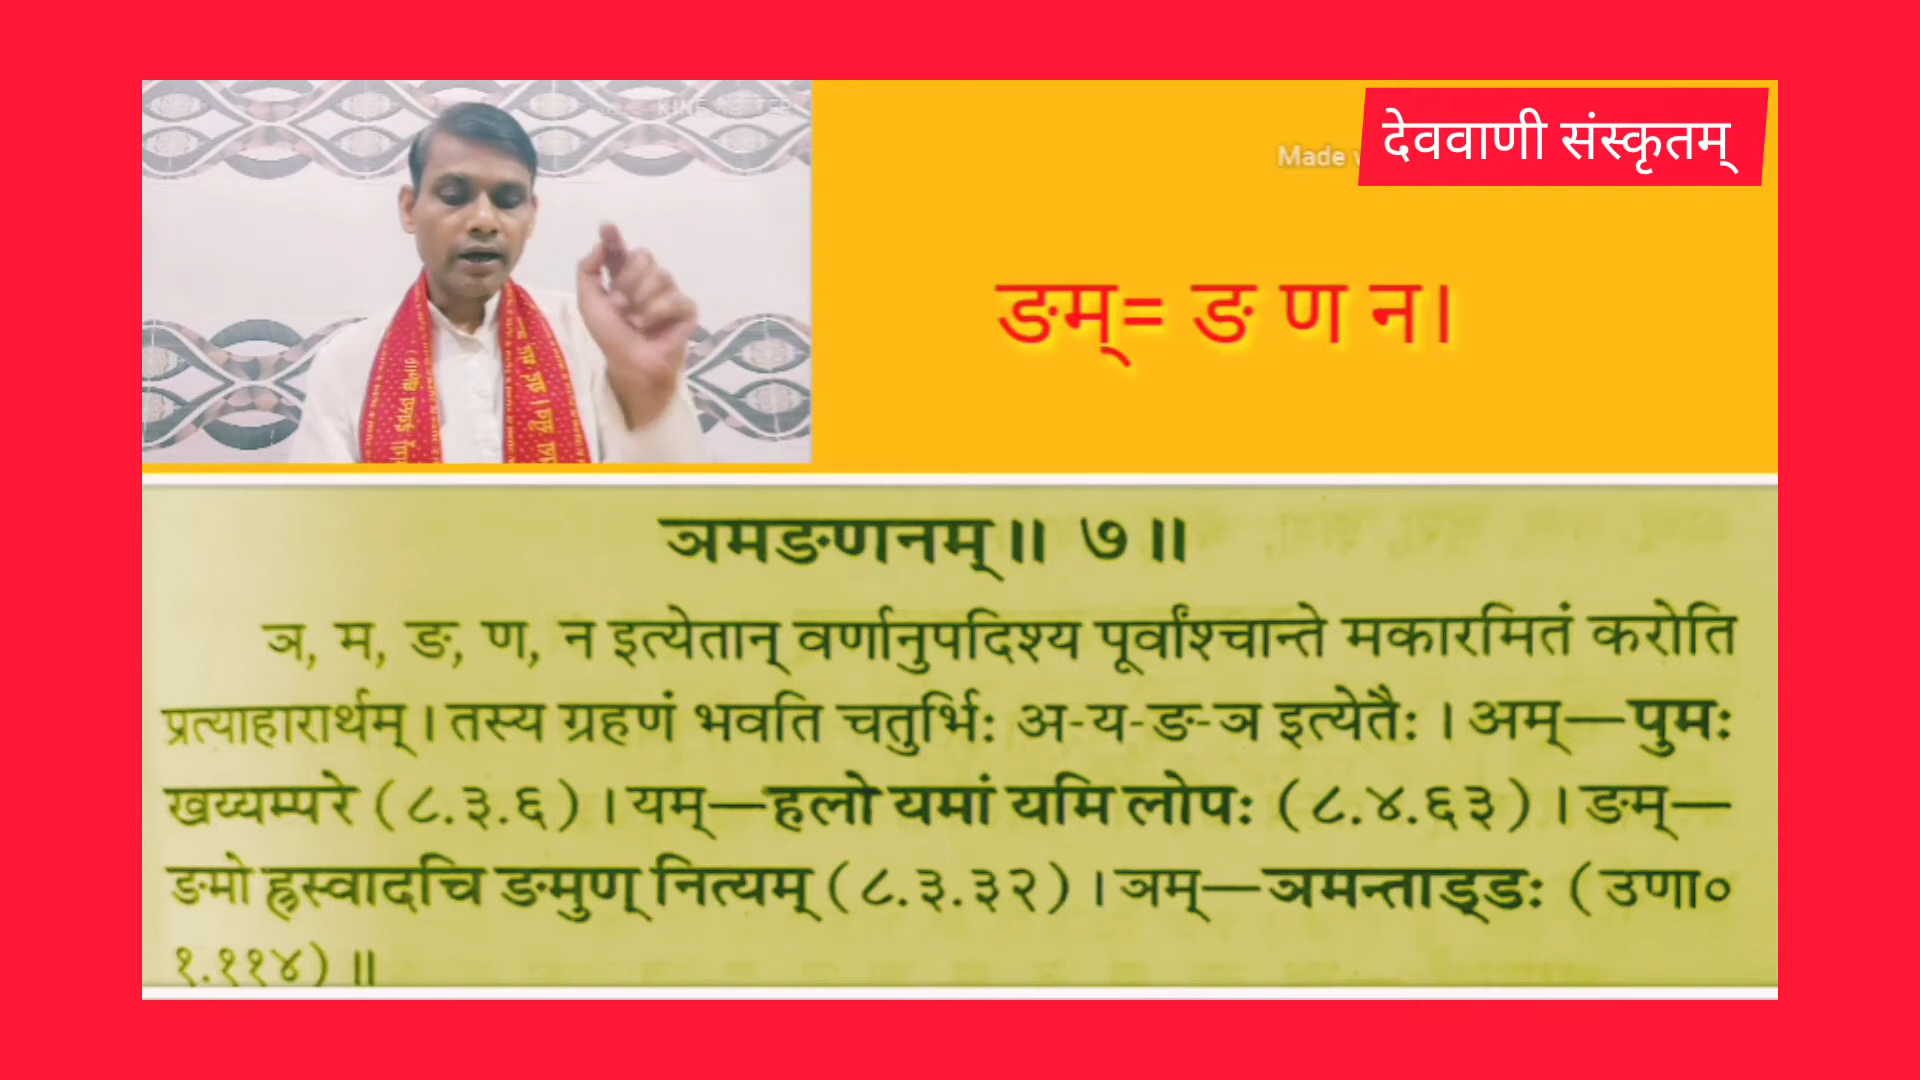 देववाणी संस्कृतम्
Made
ङम्= ङ ण न।
ञमङणनम्॥ ७॥
ञ, म, ङ, ण, न इत्येतान् वर्णानुपदिश्य पूर्वांश्चान्ते मकारमितं करोति
प्रत्याहारार्थम्। तस्य ग्रहणं भवति चतुर्भिः अ-य-ङ-ञ इत्येतैः । अम्—पुमः
खय्यम्परे (८.३.६)। यम्—हलो यमां यमि लोपः (८.४.६३)। ङम्—
ङमो ह्रस्वादचि ङमुण् नित्यम् (८.३.३२)। ञम्—ञमन्ताड्डः (उणा०
१.११४)॥